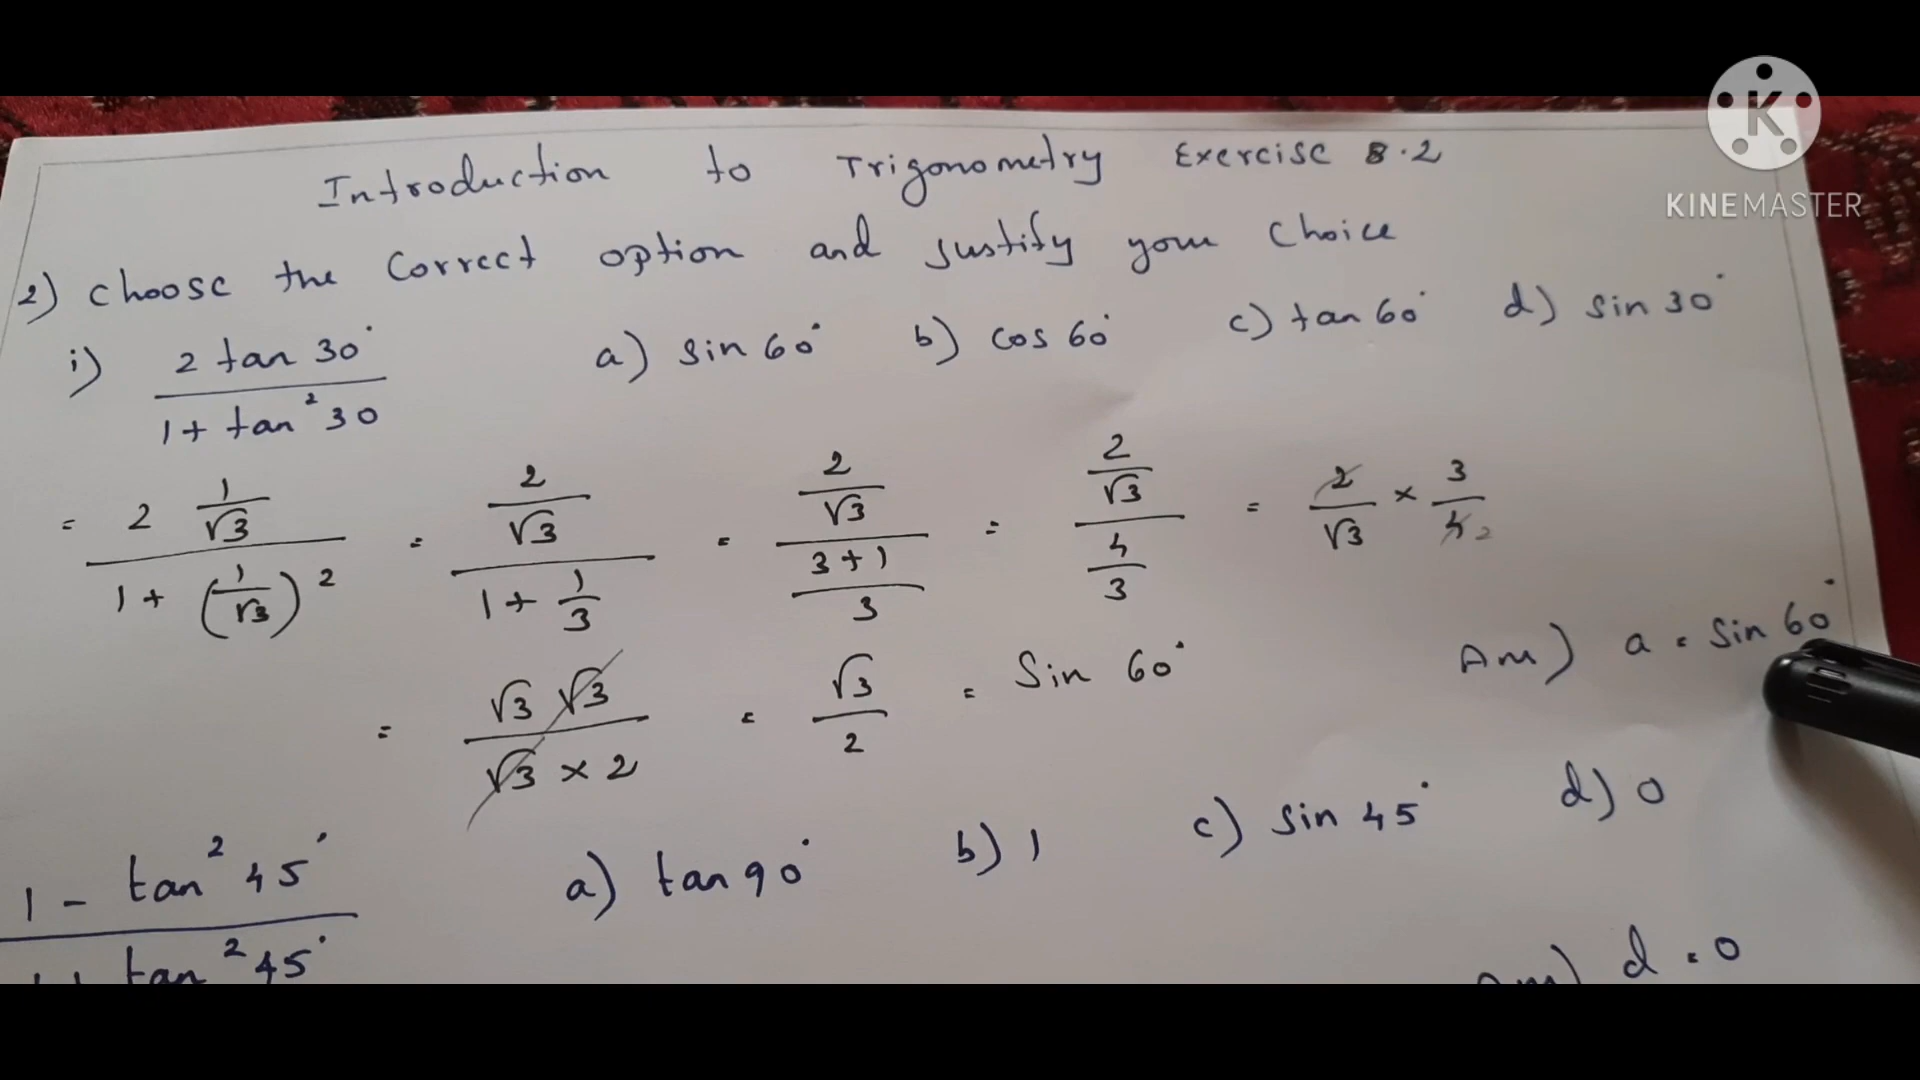 K
KINEMASTER
Introduction to Trigonometry Exercise 8.2
2) choose the Correct option and justify your choice
i) 2 tan 30° / 1 + tan² 30 a) sin 60° b) cos 60° c) tan 60° d) sin 30°
= 2 1/√3 / 1 + (1/√3)² = 2/√3 / 1 + 1/3 = 2/√3 / 3+1/3 = 2/√3 / 4/3 = 2/√3 × 3/4 2
= √3 √3 / √3 × 2 = √3/2 = Sin 60° Ans) a = Sin 60°
1 - tan² 45° / 1 + tan² 45° a) tan 90° b) 1 c) sin 45° d) 0
Ans) d = 0